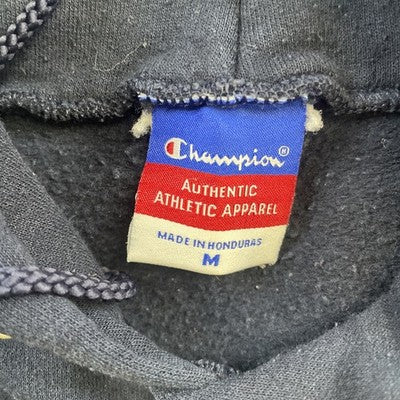 Champion®
AUTHENTIC
ATHLETIC APPAREL
MADE IN HONDURAS
M